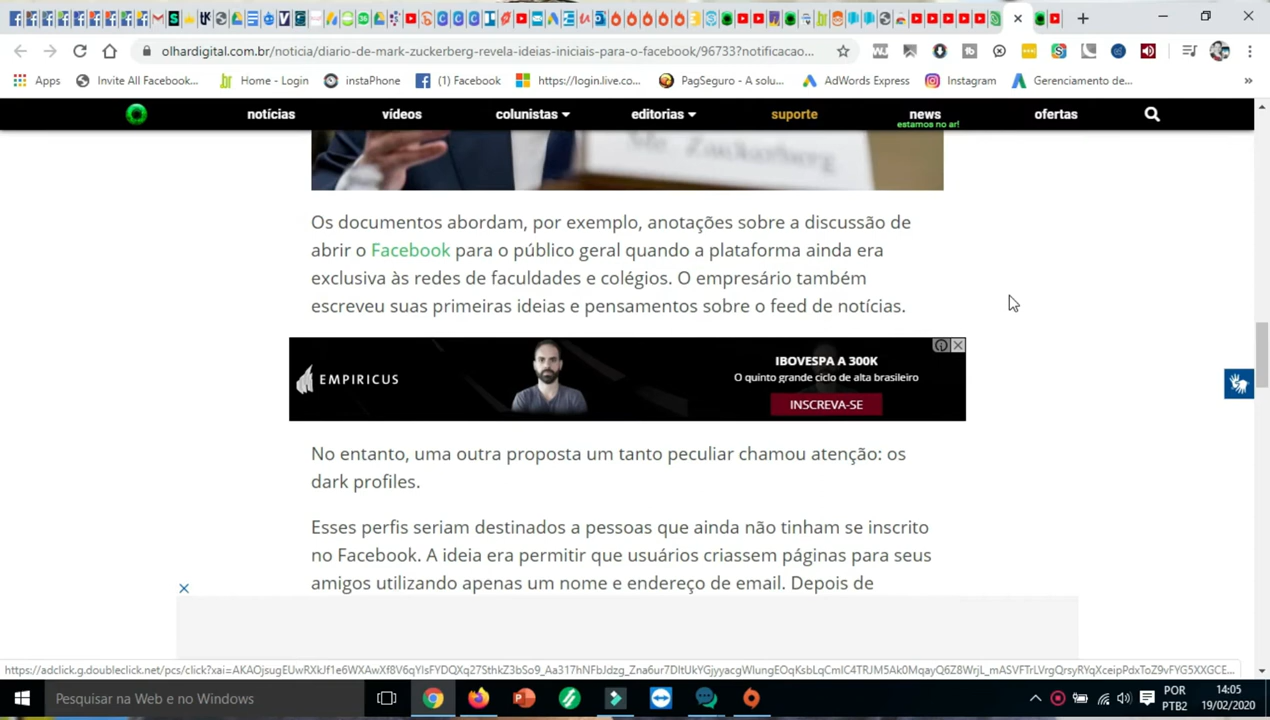 olhardigital.com.br/noticia/diario-de-mark-zuckerberg-revela-ideias-iniciais-para-o-facebook/96733?notificacao...
Apps
Invite All Facebook...
Home - Login
instaPhone
(1) Facebook
https://login.live.co...
PagSeguro - A solu...
AdWords Express
Instagram
Gerenciamento de...
»
notícias
vídeos
colunistas
editorias
suporte
news
estamos no ar!
ofertas
Mr. Zuckerberg
Os documentos abordam, por exemplo, anotações sobre a discussão de
abrir o Facebook para o público geral quando a plataforma ainda era
exclusiva às redes de faculdades e colégios. O empresário também
escreveu suas primeiras ideias e pensamentos sobre o feed de notícias.
EMPIRICUS
IBOVESPA A 300K
O quinto grande ciclo de alta brasileiro
INSCREVA-SE
No entanto, uma outra proposta um tanto peculiar chamou atenção: os
dark profiles.
Esses perfis seriam destinados a pessoas que ainda não tinham se inscrito
no Facebook. A ideia era permitir que usuários criassem páginas para seus
amigos utilizando apenas um nome e endereço de email. Depois de
Pesquisar na Web e no Windows
POR
PTB2
14:05
19/02/2020